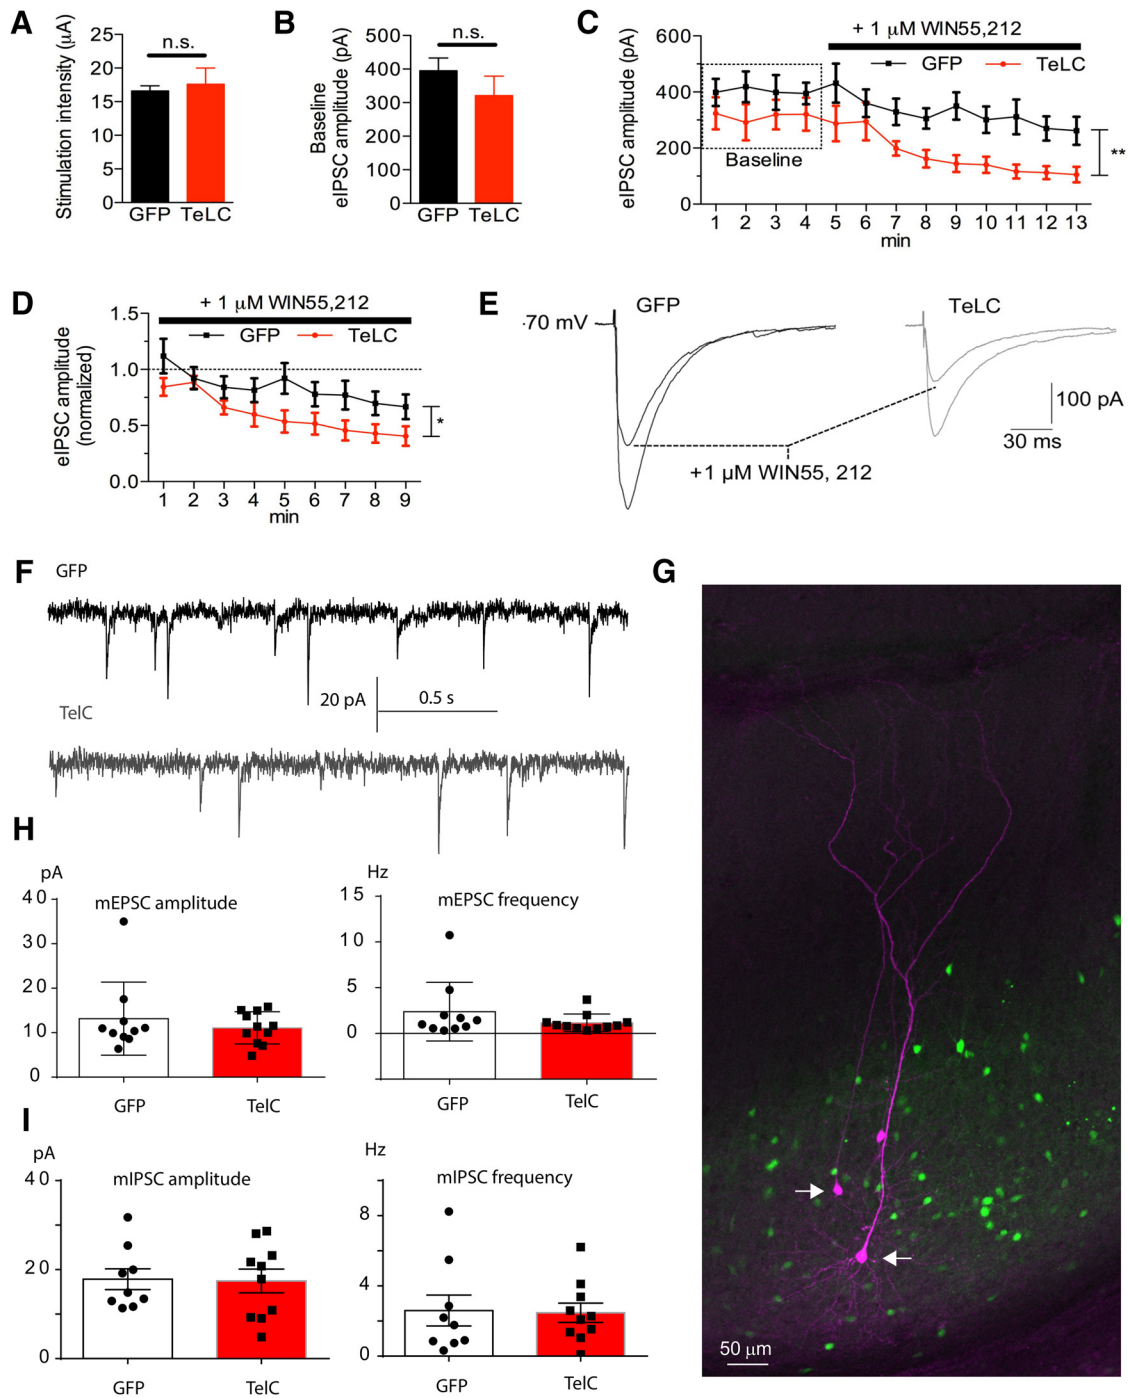 A
Stimulation intensity (µA)
25
20
15
10
5
0
n.s.
GFP TeLC
B
Baseline
eIPSC amplitude (pA)
500
400
300
200
100
0
n.s.
GFP TeLC
C
+ 1 µM WIN55,212
GFP TeLC
eIPSC amplitude (pA)
600
400
200
0
Baseline
**
1 2 3 4 5 6 7 8 9 10 11 12 13
min
D
+ 1 µM WIN55,212
GFP TeLC
eIPSC amplitude
(normalized)
1.5
1.0
0.5
0.0
*
1 2 3 4 5 6 7 8 9
min
E
GFP
TeLC
-70 mV
100 pA
30 ms
+1 µM WIN55, 212
F
GFP
20 pA
0.5 s
TelC
G
50 µm
H
pA
mEPSC amplitude
40
30
20
10
0
GFP
TelC
Hz
mEPSC frequency
15
10
5
0
GFP
TelC
I
pA
mIPSC amplitude
40
20
0
GFP
TelC
Hz
mIPSC frequency
8
4
0
GFP
TelC